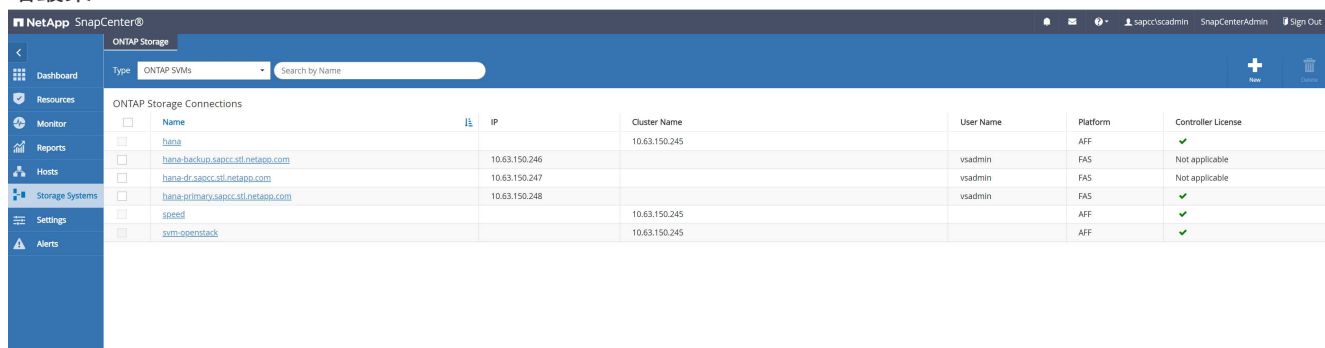 NetApp SnapCenter®
sapcc\scadmin SnapCenterAdmin Sign Out
ONTAP Storage
Type ONTAP SVMs Search by Name
New Delete
Dashboard
Resources
Monitor
Reports
Hosts
Storage Systems
Settings
Alerts
ONTAP Storage Connections
Name IP Cluster Name User Name Platform Controller License
hana 10.63.150.245 AFF
hana-backup.sapcc.stl.netapp.com 10.63.150.246 vsadmin FAS Not applicable
hana-dr.sapcc.stl.netapp.com 10.63.150.247 vsadmin FAS Not applicable
hana-primary.sapcc.stl.netapp.com 10.63.150.248 vsadmin FAS
speed 10.63.150.245 AFF
svm-openstack 10.63.150.245 AFF